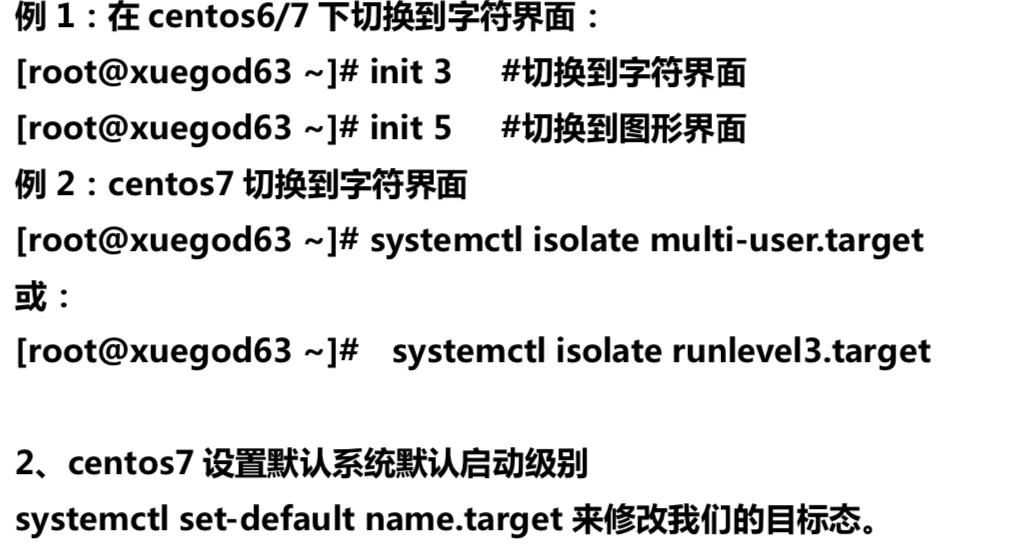 例 1：在 centos6/7 下切换到字符界面：
[root@xuegod63 ~]# init 3 #切换到字符界面
[root@xuegod63 ~]# init 5 #切换到图形界面
例 2：centos7 切换到字符界面
[root@xuegod63 ~]# systemctl isolate multi-user.target
或：
[root@xuegod63 ~]# systemctl isolate runlevel3.target
2、centos7 设置默认系统默认启动级别
systemctl set-default name.target 来修改我们的目标态。